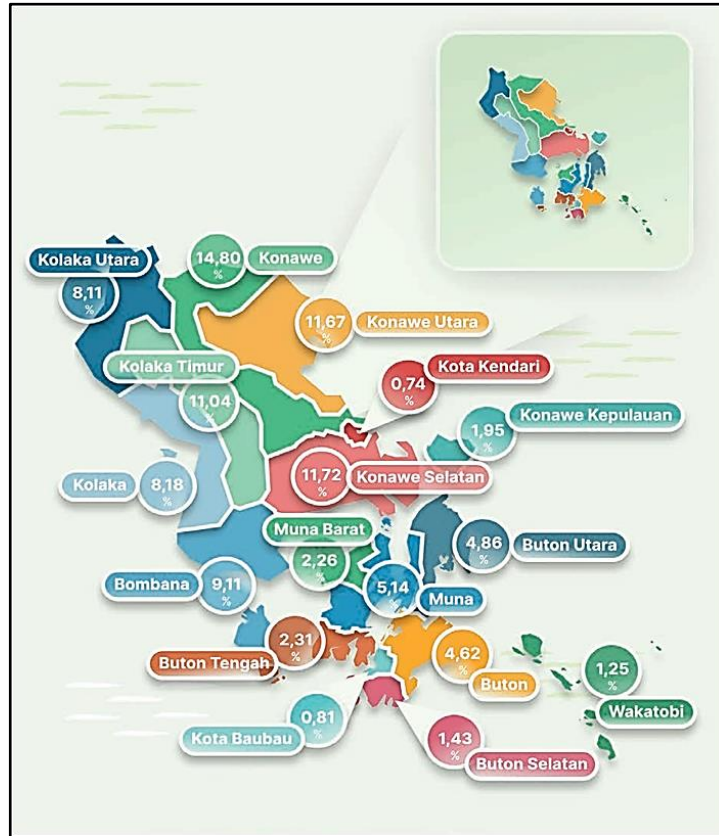 Kolaka Utara
8,11
%
14,80
%
Konawe
11,67
%
Konawe Utara
Kolaka Timur
11,04
%
0,74
%
Kota Kendari
1,95
%
Konawe Kepulauan
Kolaka
8,18
%
11,72
%
Konawe Selatan
Muna Barat
2,26
%
4,86
%
Buton Utara
Bombana
9,11
%
5,14
%
Muna
2,31
%
Buton Tengah
4,62
%
Buton
1,25
%
Wakatobi
0,81
%
Kota Baubau
1,43
%
Buton Selatan